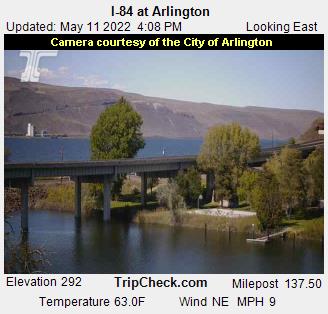 I-84 at Arlington
Updated: May 11 2022 4:08 PM Looking East
Camera courtesy of the City of Arlington
Elevation 292 TripCheck.com Milepost 137.50
Temperature 63.0F Wind NE MPH 9